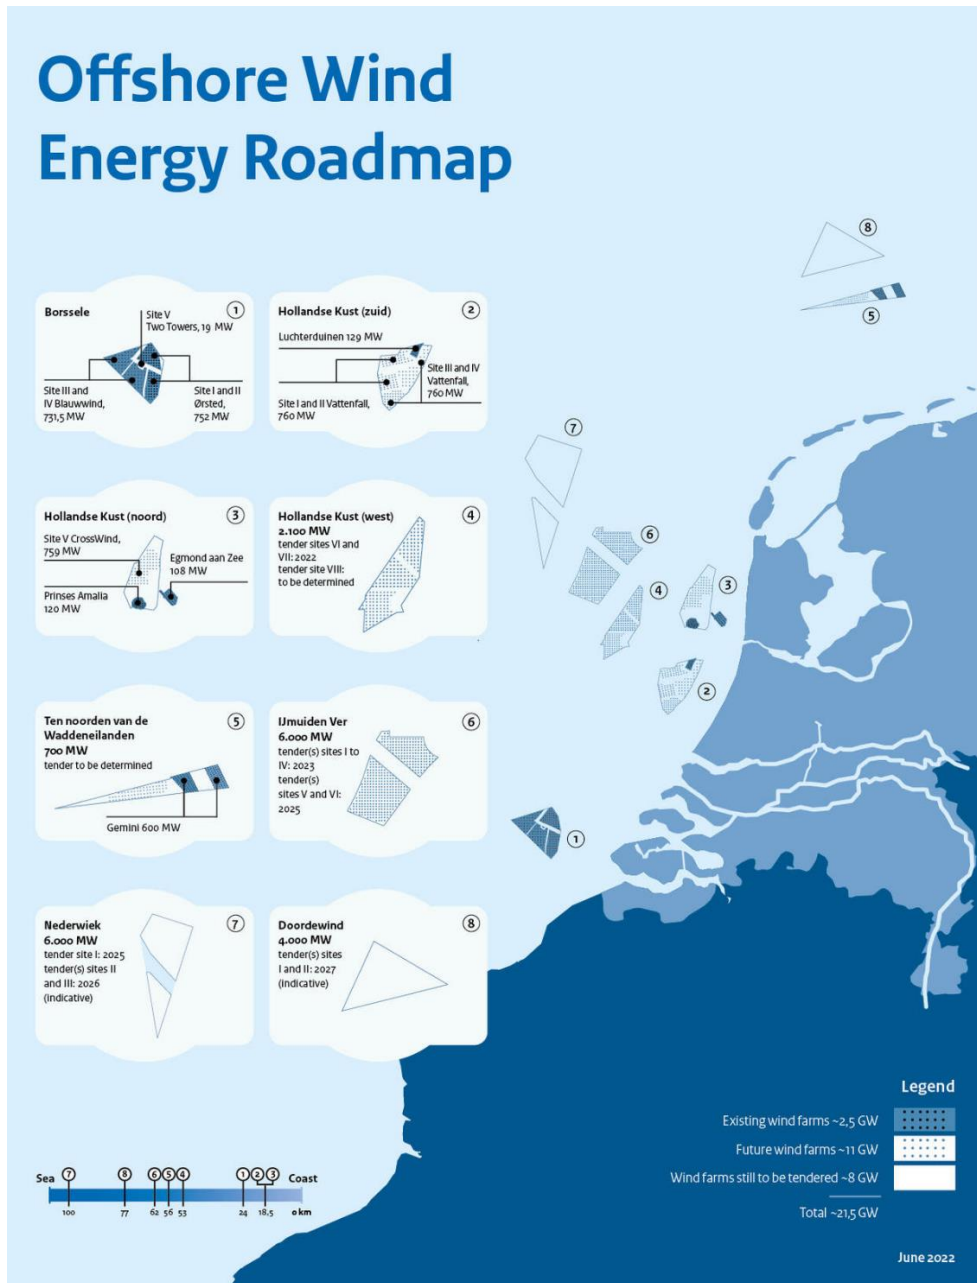 Offshore Wind
Energy Roadmap
8
5
7
6
4
3
2
1
Borssele
1
Site V
Two Towers, 19 MW
Site III and
IV Blauwwind,
731,5 MW
Site I and II
Ørsted,
752 MW
Hollandse Kust (zuid)
2
Luchterduinen 129 MW
Site III and IV
Vattenfall,
760 MW
Site I and II Vattenfall,
760 MW
Hollandse Kust (noord)
3
Site V CrossWind,
759 MW
Egmond aan Zee
108 MW
Prinses Amalia
120 MW
Hollandse Kust (west)
4
2.100 MW
tender sites VI and
VII: 2022
tender site VIII:
to be determined
Ten noorden van de
Waddeneilanden
5
700 MW
tender to be determined
Gemini 600 MW
IJmuiden Ver
6
6.000 MW
tender(s) sites I to
IV: 2023
tender(s)
sites V and VI:
2025
Nederwiek
7
6.000 MW
tender site I: 2025
tender(s) sites II
and III: 2026
(indicative)
Doordewind
8
4.000 MW
tender(s) sites
I and II: 2027
(indicative)
Legend
Existing wind farms ~2,5 GW
Future wind farms ~11 GW
Wind farms still to be tendered ~8 GW
Total ~21,5 GW
Sea 7 8 6 5 4 1 2 3 Coast
100 77 62 56 53 24 18,5 0 km
June 2022